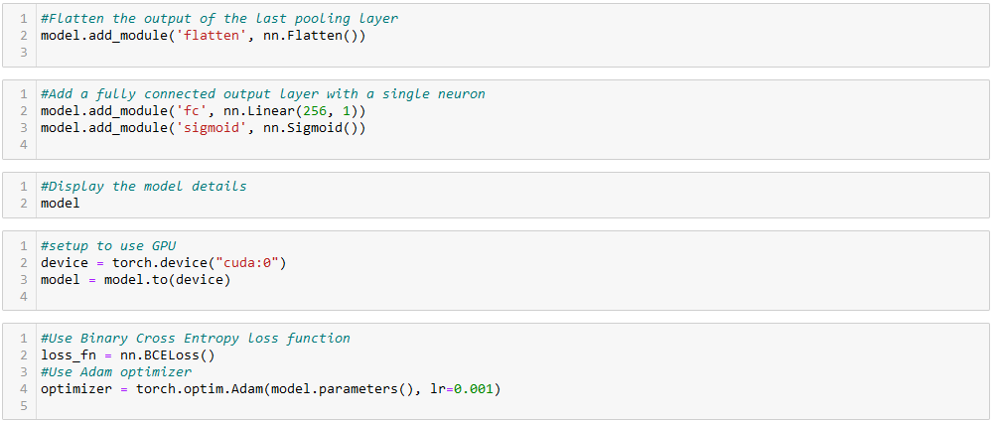 1 #Flatten the output of the last pooling layer
2 model.add_module('flatten', nn.Flatten())
3
1 #Add a fully connected output layer with a single neuron
2 model.add_module('fc', nn.Linear(256, 1))
3 model.add_module('sigmoid', nn.Sigmoid())
4
1 #Display the model details
2 model
1 #setup to use GPU
2 device = torch.device("cuda:0")
3 model = model.to(device)
4
1 #Use Binary Cross Entropy loss function
2 loss_fn = nn.BCELoss()
3 #Use Adam optimizer
4 optimizer = torch.optim.Adam(model.parameters(), lr=0.001)
5